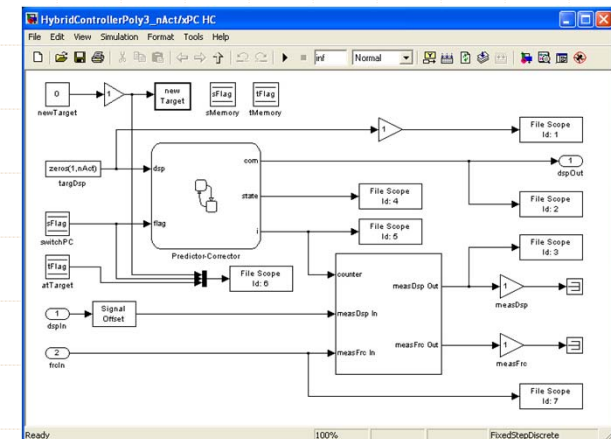 HybridControllerPoly3_nAct/xPC HC
File Edit View Simulation Format Tools Help
inf Normal
0
newTarget
1
new
Target
sFlag
sMemory
tFlag
tMemory
1
File Scope
Id: 1
zeros(1,nAct)
targDsp
dsp
flag
com
state
i
Predictor-Corrector
1
dspOut
File Scope
Id: 2
File Scope
Id: 4
File Scope
Id: 5
sFlag
switchPC
tFlag
atTarget
File Scope
Id: 6
File Scope
Id: 3
counter
measDsp In
measFrc In
measDsp Out
measFrc Out
1
measDsp
1
measFrc
1
dspIn
Signal
Offset
2
frcIn
File Scope
Id: 7
Ready 100% FixedStepDiscrete